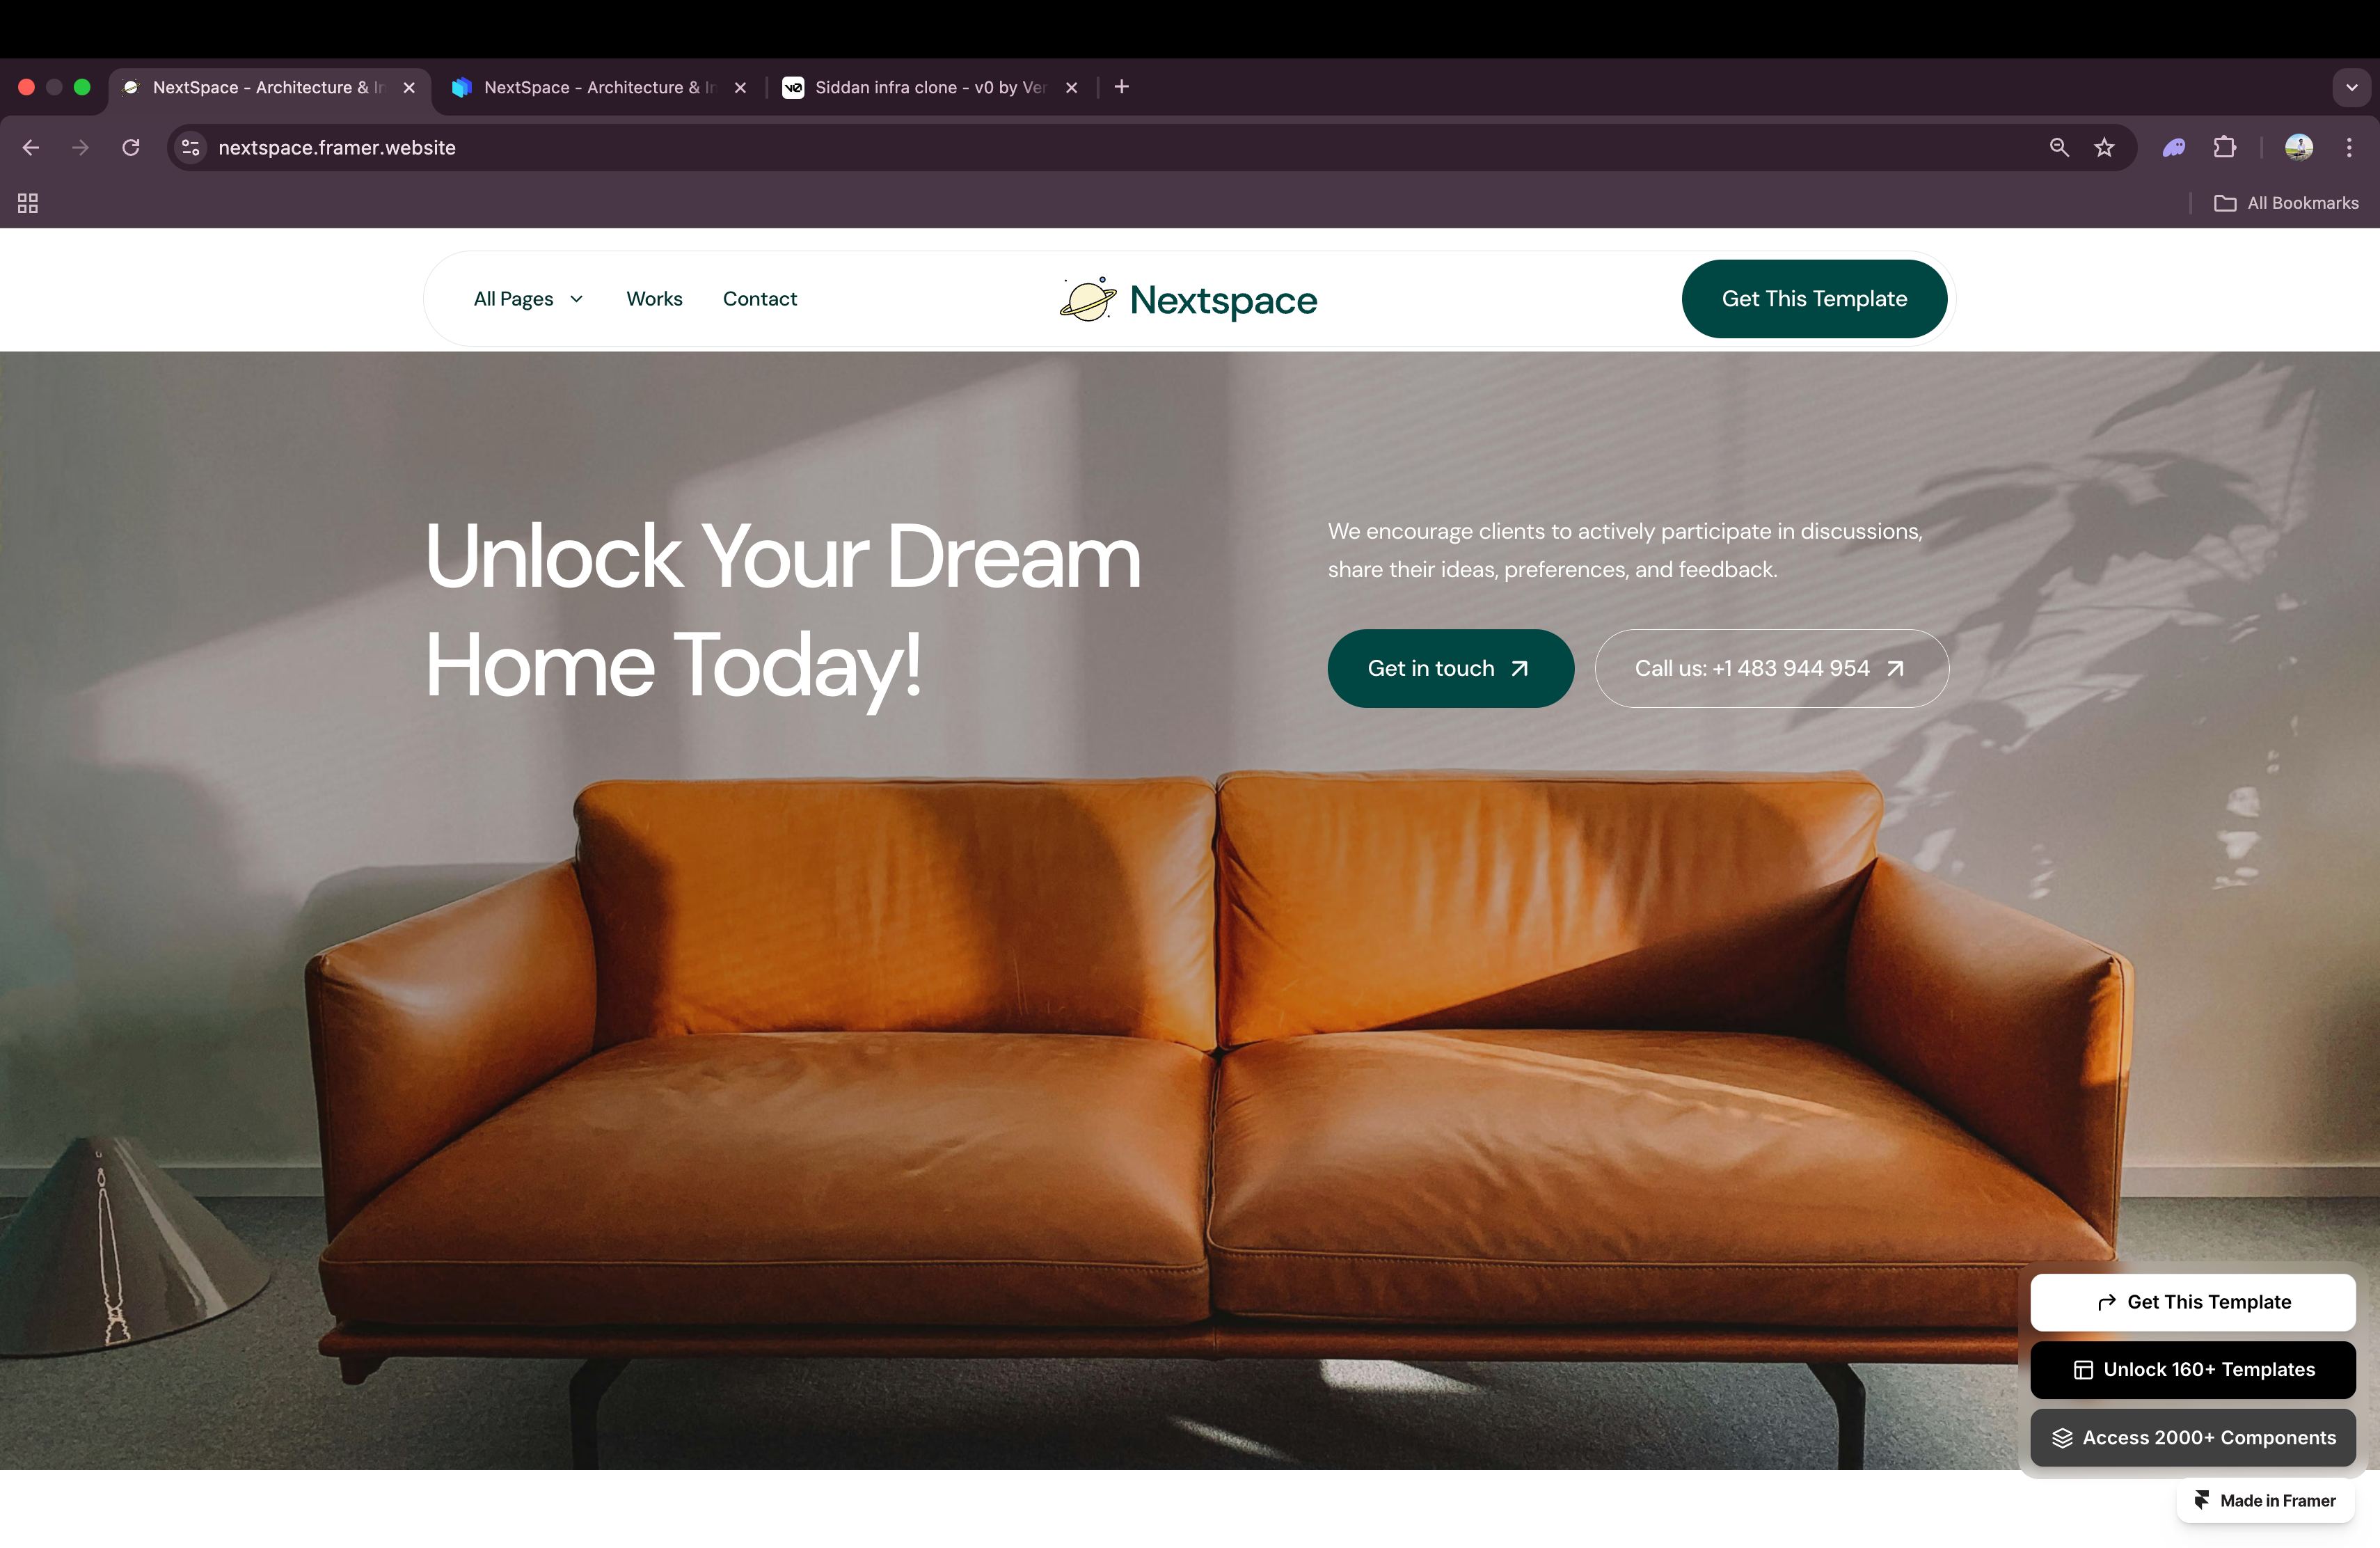 NextSpace - Architecture & I
NextSpace - Architecture & I
v0
Siddan infra clone - v0 by Ver
nextspace.framer.website
All Bookmarks
All Pages
Works
Contact
Nextspace
Get This Template
Unlock Your Dream
Home Today!
We encourage clients to actively participate in discussions,
share their ideas, preferences, and feedback.
Get in touch
Call us: +1 483 944 954
Get This Template
Unlock 160+ Templates
Access 2000+ Components
Made in Framer